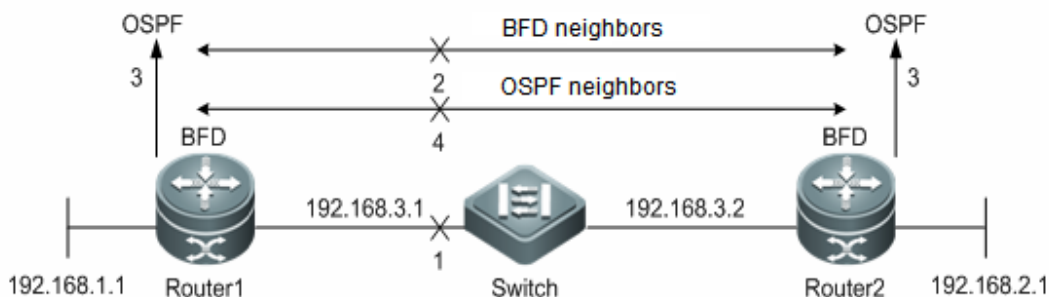 OSPF
BFD neighbors
OSPF
3
2
3
OSPF neighbors
BFD
4
BFD
192.168.3.1
192.168.3.2
1
192.168.1.1
Router1
Switch
Router2
192.168.2.1